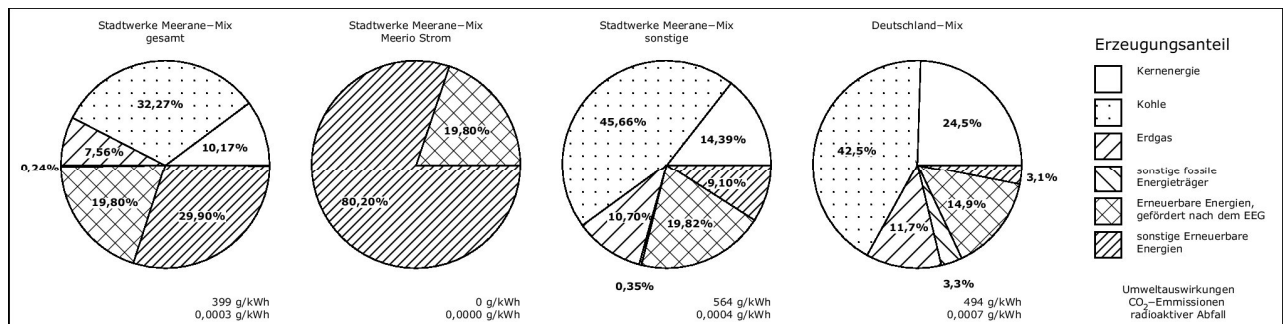 Stadtwerke Meerane−Mix
gesamt
32,27%
10,17%
7,56%
0,24%
19,80%
29,90%
399 g/kWh
0,0003 g/kWh
Stadtwerke Meerane−Mix
Meerio Strom
19,80%
80,20%
0 g/kWh
0,0000 g/kWh
Stadtwerke Meerane−Mix
sonstige
45,66%
14,39%
9,10%
10,70%
19,82%
0,35%
564 g/kWh
0,0004 g/kWh
Deutschland−Mix
24,5%
42,5%
3,1%
14,9%
11,7%
3,3%
494 g/kWh
0,0007 g/kWh
Erzeugungsanteil
Kernenergie
Kohle
Erdgas
sonstige fossile
Energieträger
Erneuerbare Energien,
gefördert nach dem EEG
sonstige Erneuerbare
Energien
Umweltauswirkungen
CO2−Emmissionen
radioaktiver Abfall